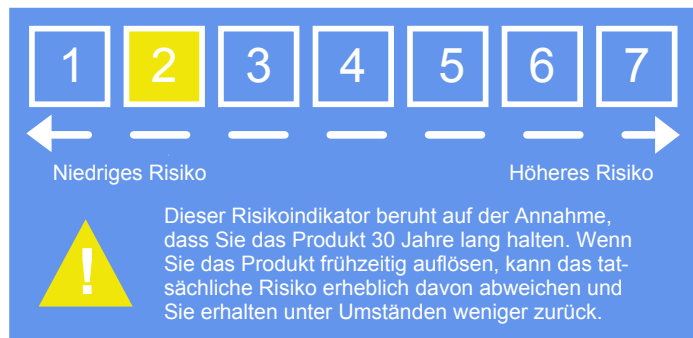 1 2 3 4 5 6 7
Niedriges Risiko Höheres Risiko
! Dieser Risikoindikator beruht auf der Annahme,
dass Sie das Produkt 30 Jahre lang halten. Wenn
Sie das Produkt frühzeitig auflösen, kann das tat-
sächliche Risiko erheblich davon abweichen und
Sie erhalten unter Umständen weniger zurück.